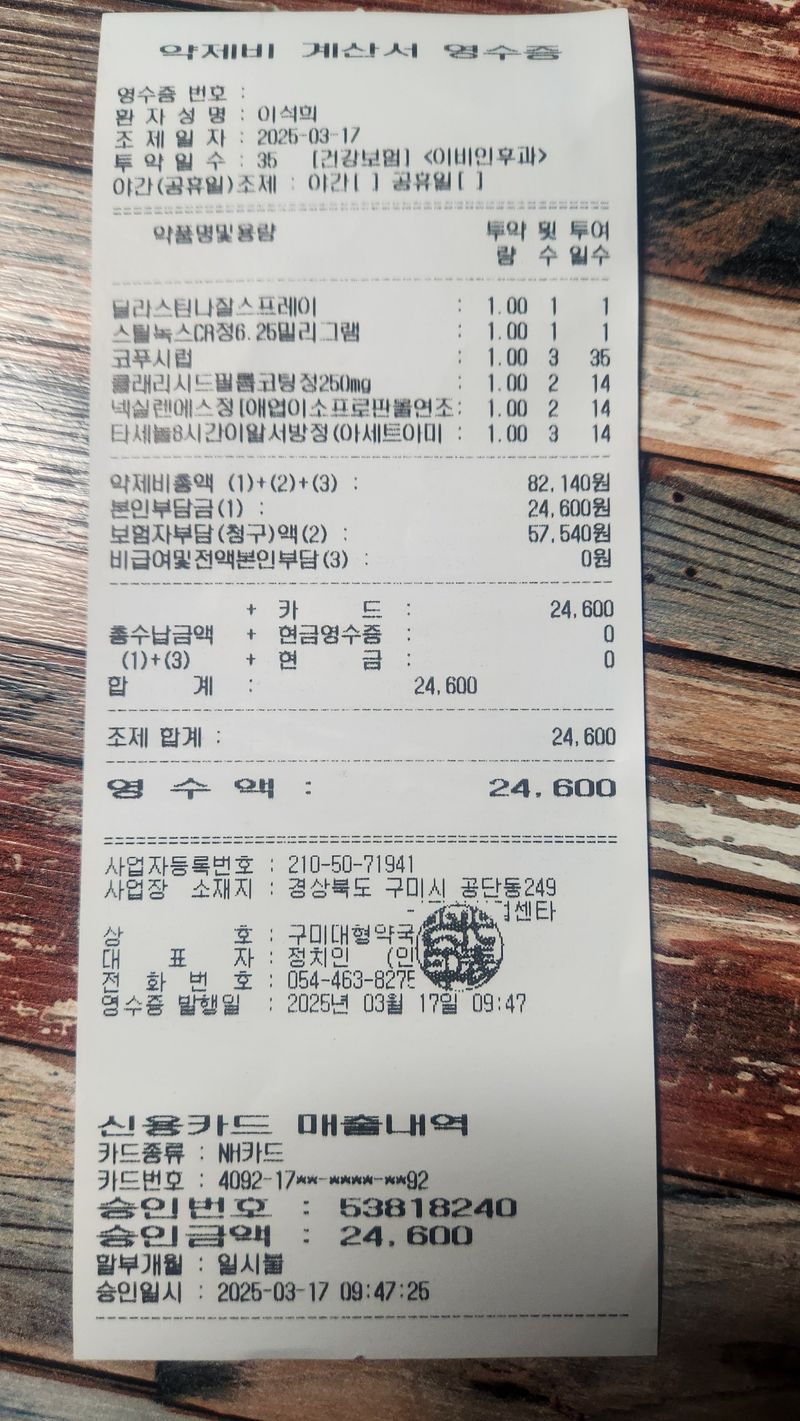 약제비 계산서 영수증
영수증 번호 :
환 자 성 명 : 이석희
조 제 일 자 : 2025-03-17
투 약 일 수 : 35 [건강보험] <이비인후과>
야간(공휴일)조제 : 야간[ ] 공휴일[ ]
약품명및용량 투약 및 투여
량 수 일수
딜라스틴나잘스프레이 : 1.00 1 1
스틸녹스CR정6.25밀리그램 : 1.00 1 1
코푸시럽 : 1.00 3 35
클래리시드필름코팅정250mg : 1.00 2 14
넥실렌에스정[애엽이소프로판올연조: 1.00 2 14
타세놀8시간이알서방정(아세트아미 : 1.00 3 14
약제비총액 (1)+(2)+(3) : 82,140원
본인부담금(1) : 24,600원
보험자부담(청구)액(2) : 57,540원
비급여및전액본인부담(3) : 0원
+ 카 드 : 24,600
총수납금액 + 현금영수증 : 0
(1)+(3) + 현 금 : 0
합 계 : 24,600
조제 합계 : 24,600
영 수 액 : 24,600
사업자등록번호 : 210-50-71941
사업장 소재지 : 경상북도 구미시 공단동249
센타
상 호 : 구미대형약국
대 표 자 : 정치인 (인
전 화 번 호 : 054-463-8275
영수증 발행일 : 2025년 03월 17일 09:47
신용카드 매출내역
카드종류 : NH카드
카드번호 : 4092-17**-****-**92
승인번호 : 53818240
승인금액 : 24,600
할부개월 : 일시불
승인일시 : 2025-03-17 09:47:25